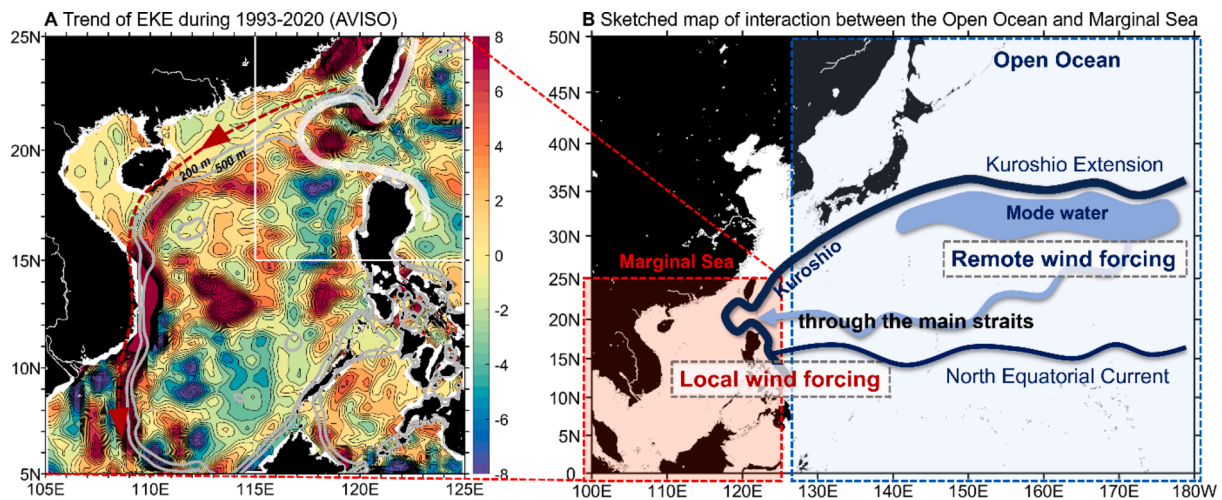 A Trend of EKE during 1993-2020 (AVISO)
25N
20N
15N
10N
5N
105E
110E
115E
120E
125E
200 m
500 m
8
6
4
2
0
-2
-4
-6
-8
B Sketched map of interaction between the Open Ocean and Marginal Sea
50N
45N
40N
35N
30N
25N
20N
15N
10N
5N
0
100E
110E
120E
130E
140E
150E
160E
170E
180W
Open Ocean
Kuroshio Extension
Mode water
Remote wind forcing
Kuroshio
Marginal Sea
through the main straits
Local wind forcing
North Equatorial Current